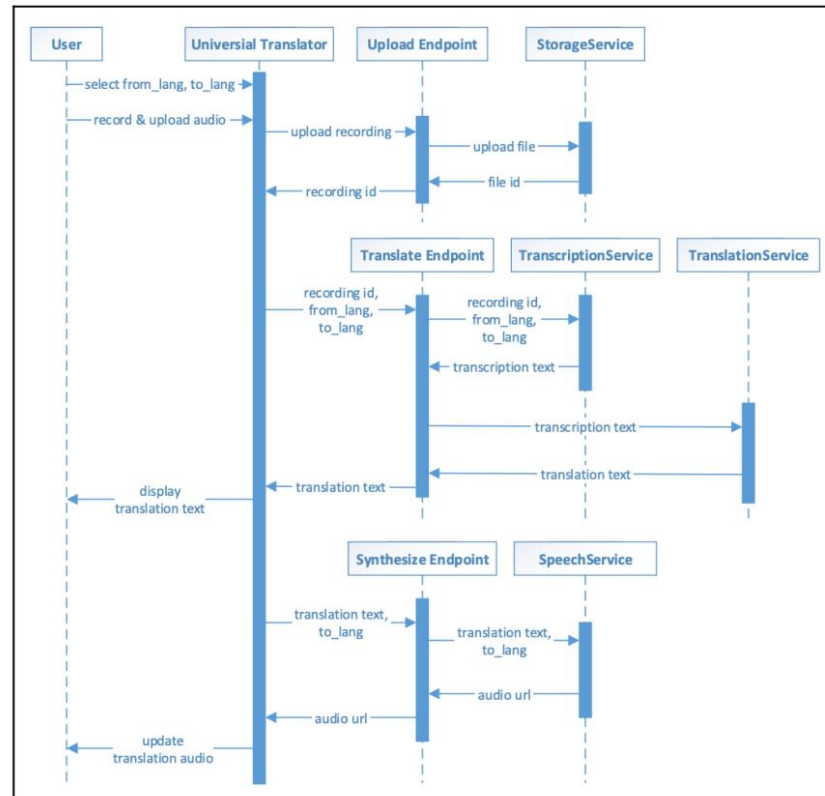 User
Universial Translator
Upload Endpoint
StorageService
select from_lang, to_lang
record & upload audio
upload recording
upload file
file id
recording id
Translate Endpoint
TranscriptionService
TranslationService
recording id,
from_lang,
to_lang
recording id,
from_lang,
to_lang
transcription text
transcription text
translation text
translation text
display
translation text
Synthesize Endpoint
SpeechService
translation text,
to_lang
translation text,
to_lang
audio url
audio url
update
translation audio